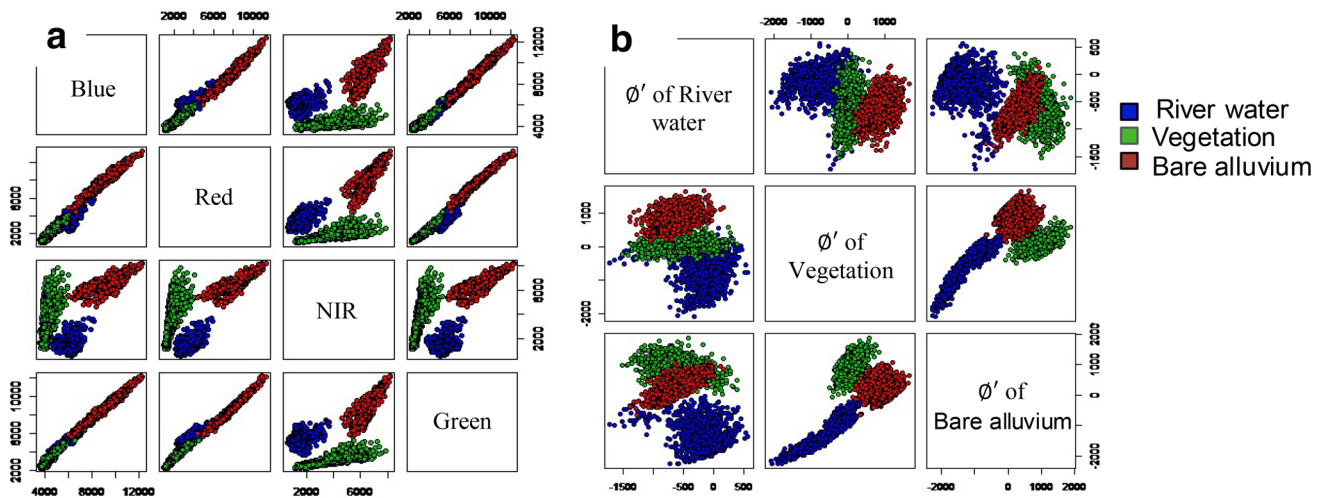 a
2000 6000 10000
2000 6000 10000
Blue
4000 8000 12000
2000 8000
Red
NIR
2000 6000
Green
2000 6000 10000
4000 8000 12000
2000 6000
b
-2000 0 1000
-1500 -500 0 500
Ø′ of River
water
-2000 0 1000
Ø′ of
Vegetation
Ø′ of
Bare alluvium
-2000 0 1000 2000
-1500 -500 0 500
-2000 0 1000 2000
River water
Vegetation
Bare alluvium